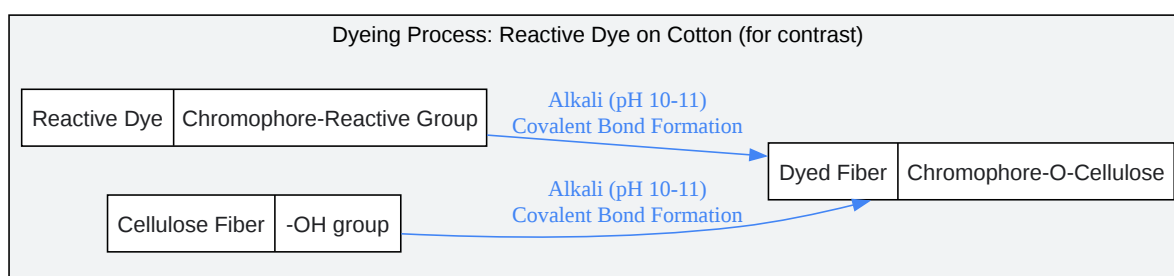 Dyeing Process: Reactive Dye on Cotton (for contrast)
Reactive Dye
Chromophore-Reactive Group
Alkali (pH 10-11)
Covalent Bond Formation
Cellulose Fiber
-OH group
Alkali (pH 10-11)
Covalent Bond Formation
Dyed Fiber
Chromophore-O-Cellulose